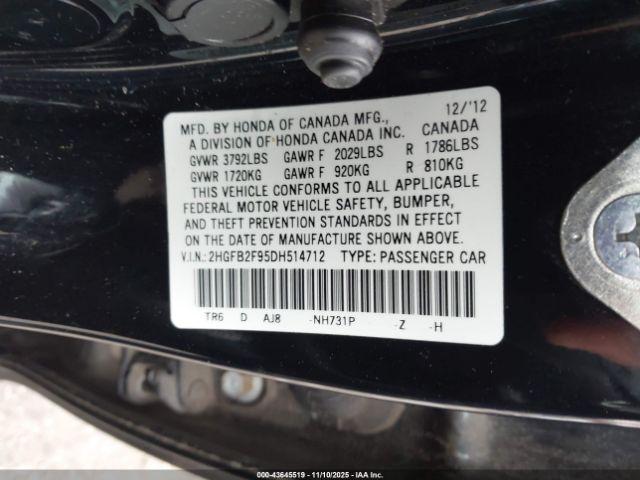 12/'12
MFD. BY HONDA OF CANADA MFG.,
A DIVISION OF HONDA CANADA INC. CANADA
GVWR 3792LBS GAWR F 2029LBS R 1786LBS
GVWR 1720KG GAWR F 920KG R 810KG
THIS VEHICLE CONFORMS TO ALL APPLICABLE
FEDERAL MOTOR VEHICLE SAFETY, BUMPER,
AND THEFT PREVENTION STANDARDS IN EFFECT
ON THE DATE OF MANUFACTURE SHOWN ABOVE.
V.I.N.: 2HGFB2F95DH514712 TYPE: PASSENGER CAR
TR6 D AJ8 -NH731P -Z -H
Stock: 43645519 | 11/10/2025 | IAA Inc.